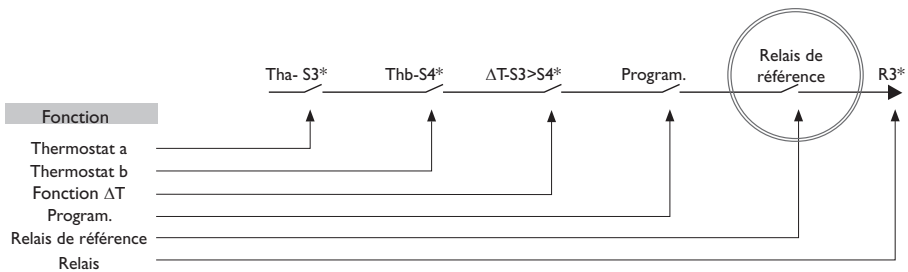 Tha- S3*
Thb-S4*
ΔT-S3>S4*
Program.
Relais de
référence
R3*
Fonction
Thermostat a
Thermostat b
Fonction ΔT
Program.
Relais de référence
Relais